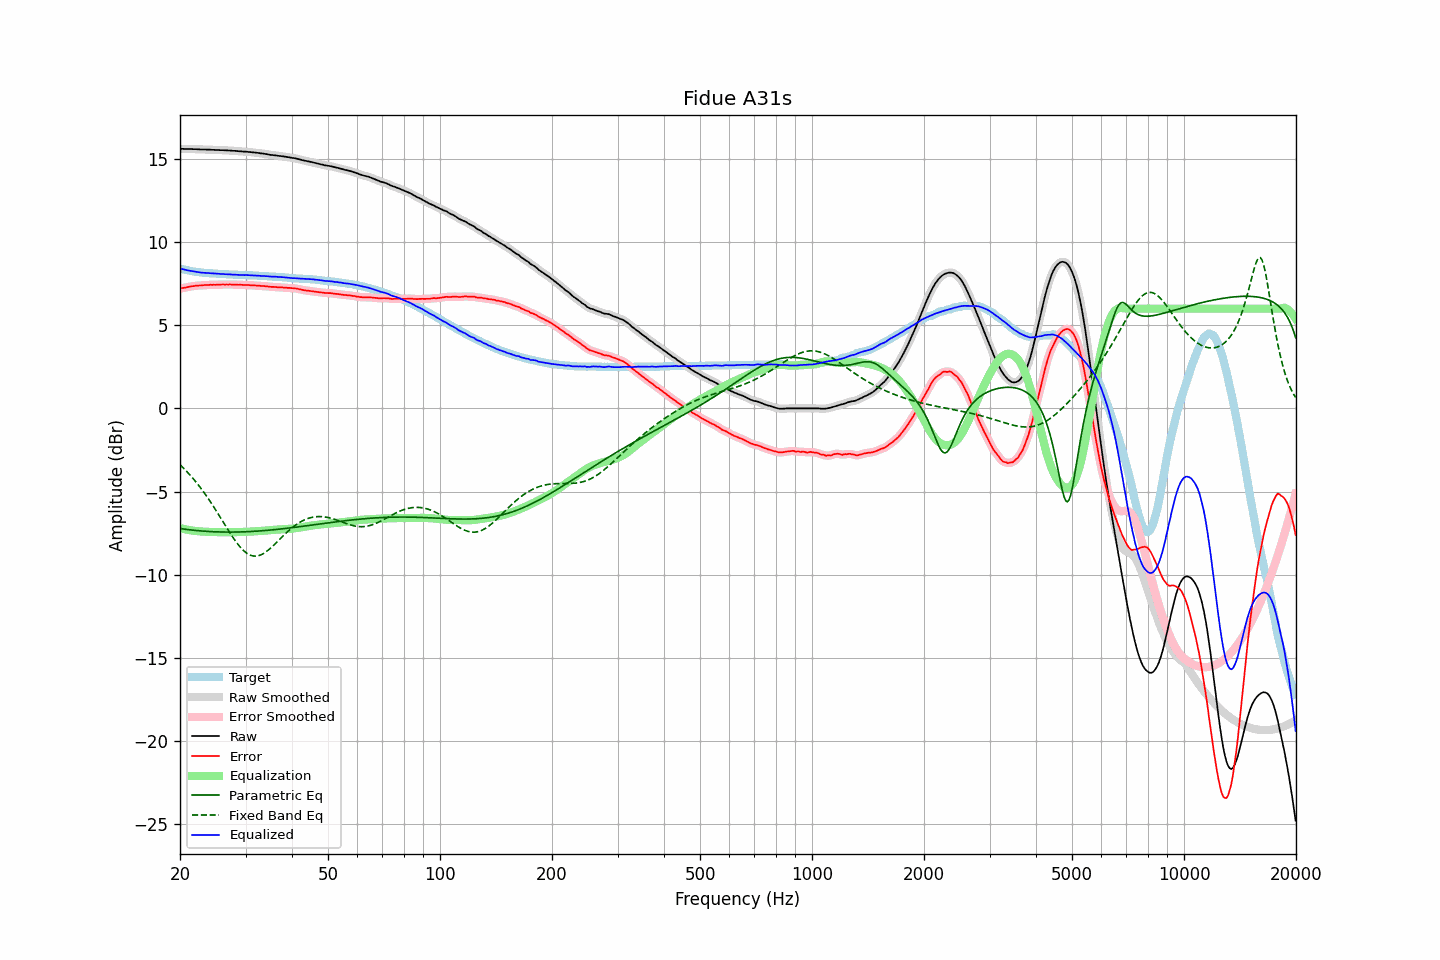 Fidue A31s
Amplitude (dBr)
15
10
5
0
−5
−10
−15
−20
−25
Target
Raw Smoothed
Error Smoothed
Raw
Error
Equalization
Parametric Eq
Fixed Band Eq
Equalized
20 50 100 200 500 1000 2000 5000 10000 20000
Frequency (Hz)